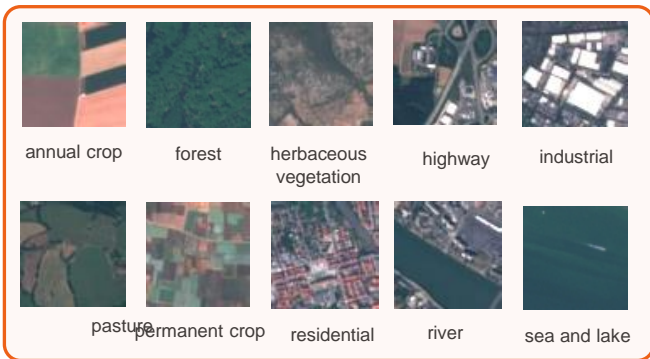 annual crop
forest
herbaceous
vegetation
highway
industrial
pasture
permanent crop
residential
river
sea and lake